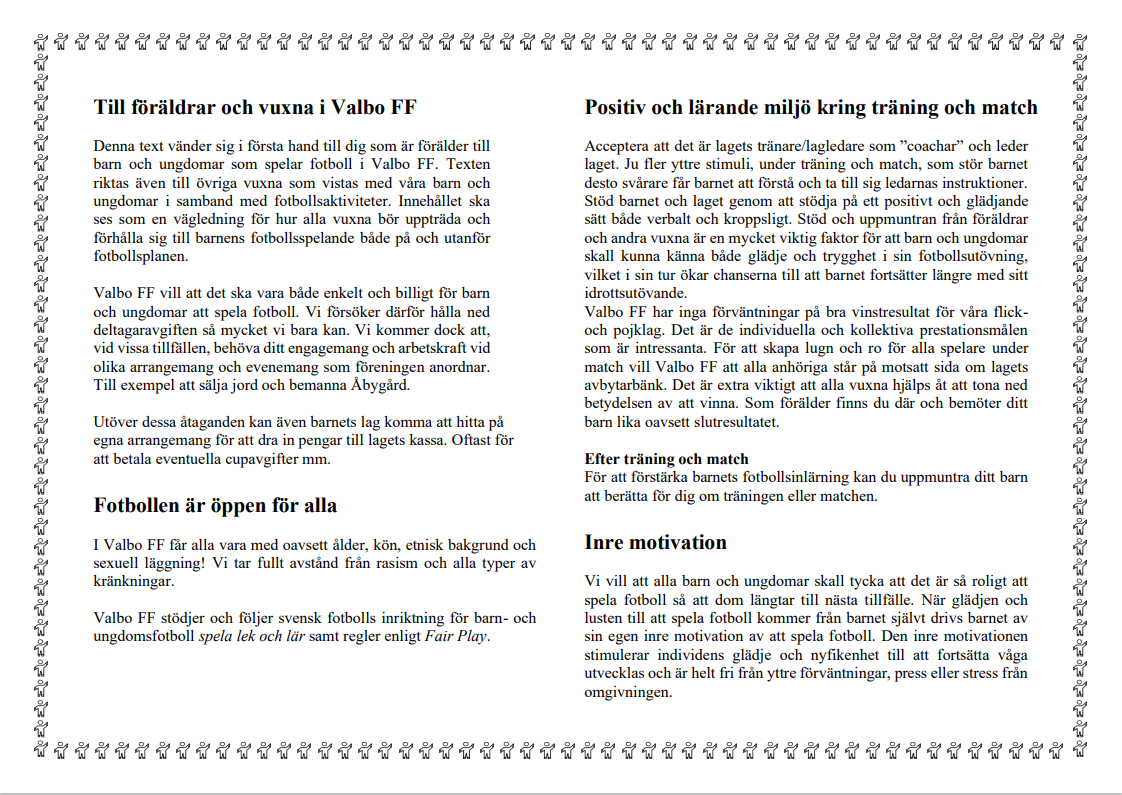 Till föräldrar och vuxna i Valbo FF
Denna text vänder sig i första hand till dig som är förälder till
barn och ungdomar som spelar fotboll i Valbo FF. Texten
riktas även till övriga vuxna som vistas med våra barn och
ungdomar i samband med fotbollsaktiviteter. Innehållet ska
ses som en vägledning för hur alla vuxna bör uppträda och
förhålla sig till barnens fotbollsspelande både på och utanför
fotbollsplanen.
Valbo FF vill att det ska vara både enkelt och billigt för barn
och ungdomar att spela fotboll. Vi försöker därför hålla ned
deltagaravgiften så mycket vi bara kan. Vi kommer dock att,
vid vissa tillfällen, behöva ditt engagemang och arbetskraft vid
olika arrangemang och evenemang som föreningen anordnar.
Till exempel att sälja jord och bemanna Åbygård.
Utöver dessa åtaganden kan även barnets lag komma att hitta på
egna arrangemang för att dra in pengar till lagets kassa. Oftast för
att betala eventuella cupavgifter mm.
Fotbollen är öppen för alla
I Valbo FF får alla vara med oavsett ålder, kön, etnisk bakgrund och
sexuell läggning! Vi tar fullt avstånd från rasism och alla typer av
kränkningar.
Valbo FF stödjer och följer svensk fotbolls inriktning för barn- och
ungdomsfotboll spela lek och lär samt regler enligt Fair Play.
Positiv och lärande miljö kring träning och match
Acceptera att det är lagets tränare/lagledare som ”coachar” och leder
laget. Ju fler yttre stimuli, under träning och match, som stör barnet
desto svårare får barnet att förstå och ta till sig ledarnas instruktioner.
Stöd barnet och laget genom att stödja på ett positivt och glädjande
sätt både verbalt och kroppsligt. Stöd och uppmuntran från föräldrar
och andra vuxna är en mycket viktig faktor för att barn och ungdomar
skall kunna känna både glädje och trygghet i sin fotbollsutövning,
vilket i sin tur ökar chanserna till att barnet fortsätter längre med sitt
idrottsutövande.
Valbo FF har inga förväntningar på bra vinstresultat för våra flick-
och pojklag. Det är de individuella och kollektiva prestationsmålen
som är intressanta. För att skapa lugn och ro för alla spelare under
match vill Valbo FF att alla anhöriga står på motsatt sida om lagets
avbytarbänk. Det är extra viktigt att alla vuxna hjälps åt att tona ned
betydelsen av att vinna. Som förälder finns du där och bemöter ditt
barn lika oavsett slutresultatet.
Efter träning och match
För att förstärka barnets fotbollsinlärning kan du uppmuntra ditt barn
att berätta för dig om träningen eller matchen.
Inre motivation
Vi vill att alla barn och ungdomar skall tycka att det är så roligt att
spela fotboll så att dom längtar till nästa tillfälle. När glädjen och
lusten till att spela fotboll kommer från barnet självt drivs barnet av
sin egen inre motivation av att spela fotboll. Den inre motivationen
stimulerar individens glädje och nyfikenhet till att fortsätta våga
utvecklas och är helt fri från yttre förväntningar, press eller stress från
omgivningen.